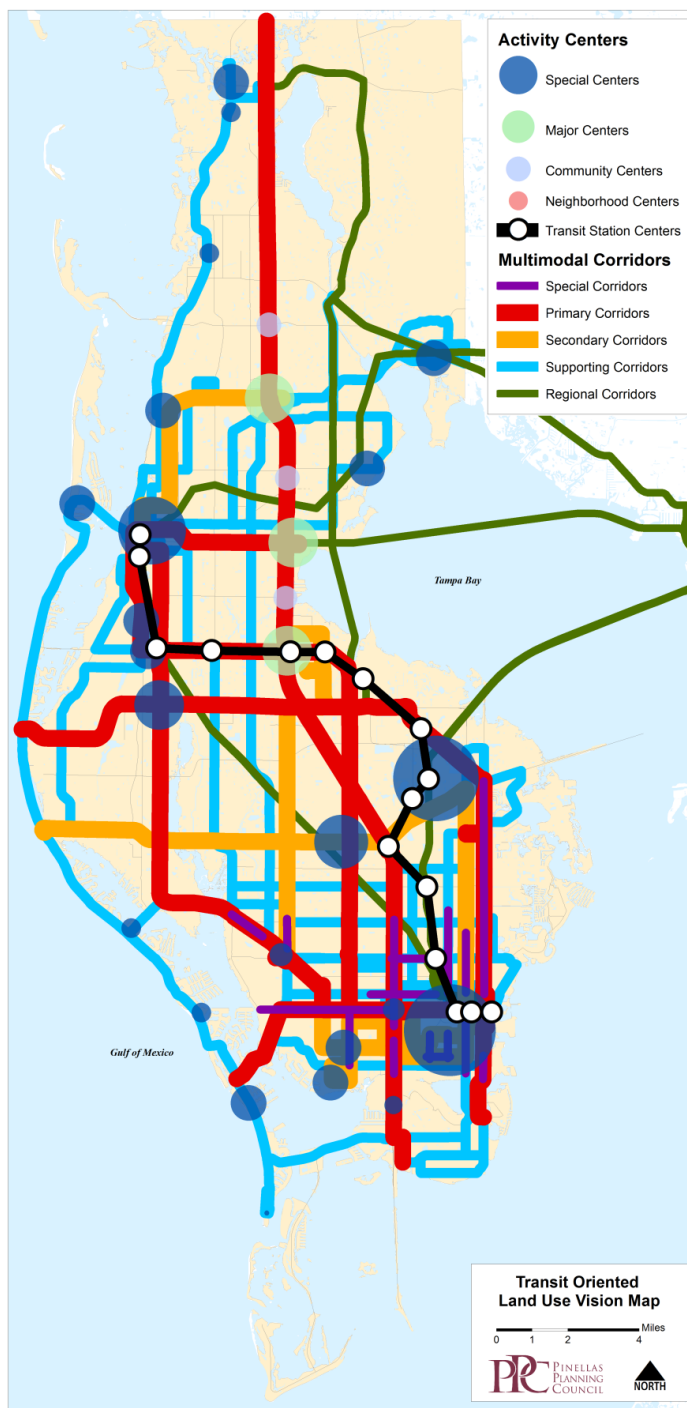 Activity Centers
Special Centers
Major Centers
Community Centers
Neighborhood Centers
Transit Station Centers
Multimodal Corridors
Special Corridors
Primary Corridors
Secondary Corridors
Supporting Corridors
Regional Corridors
Tampa Bay
Gulf of Mexico
Transit Oriented
Land Use Vision Map
Miles
0 1 2 4
PPC
PINELLAS
PLANNING
COUNCIL
NORTH